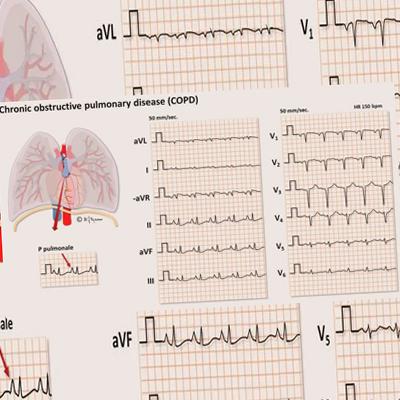 aVL
V1
Chronic obstructive pulmonary disease (COPD)
50 mm/sec.
50 mm/sec.
HR 150 bpm
aVL
I
-aVR
II
aVF
III
V1
V2
V3
V4
V5
V6
P pulmonale
ale
aVF
V5